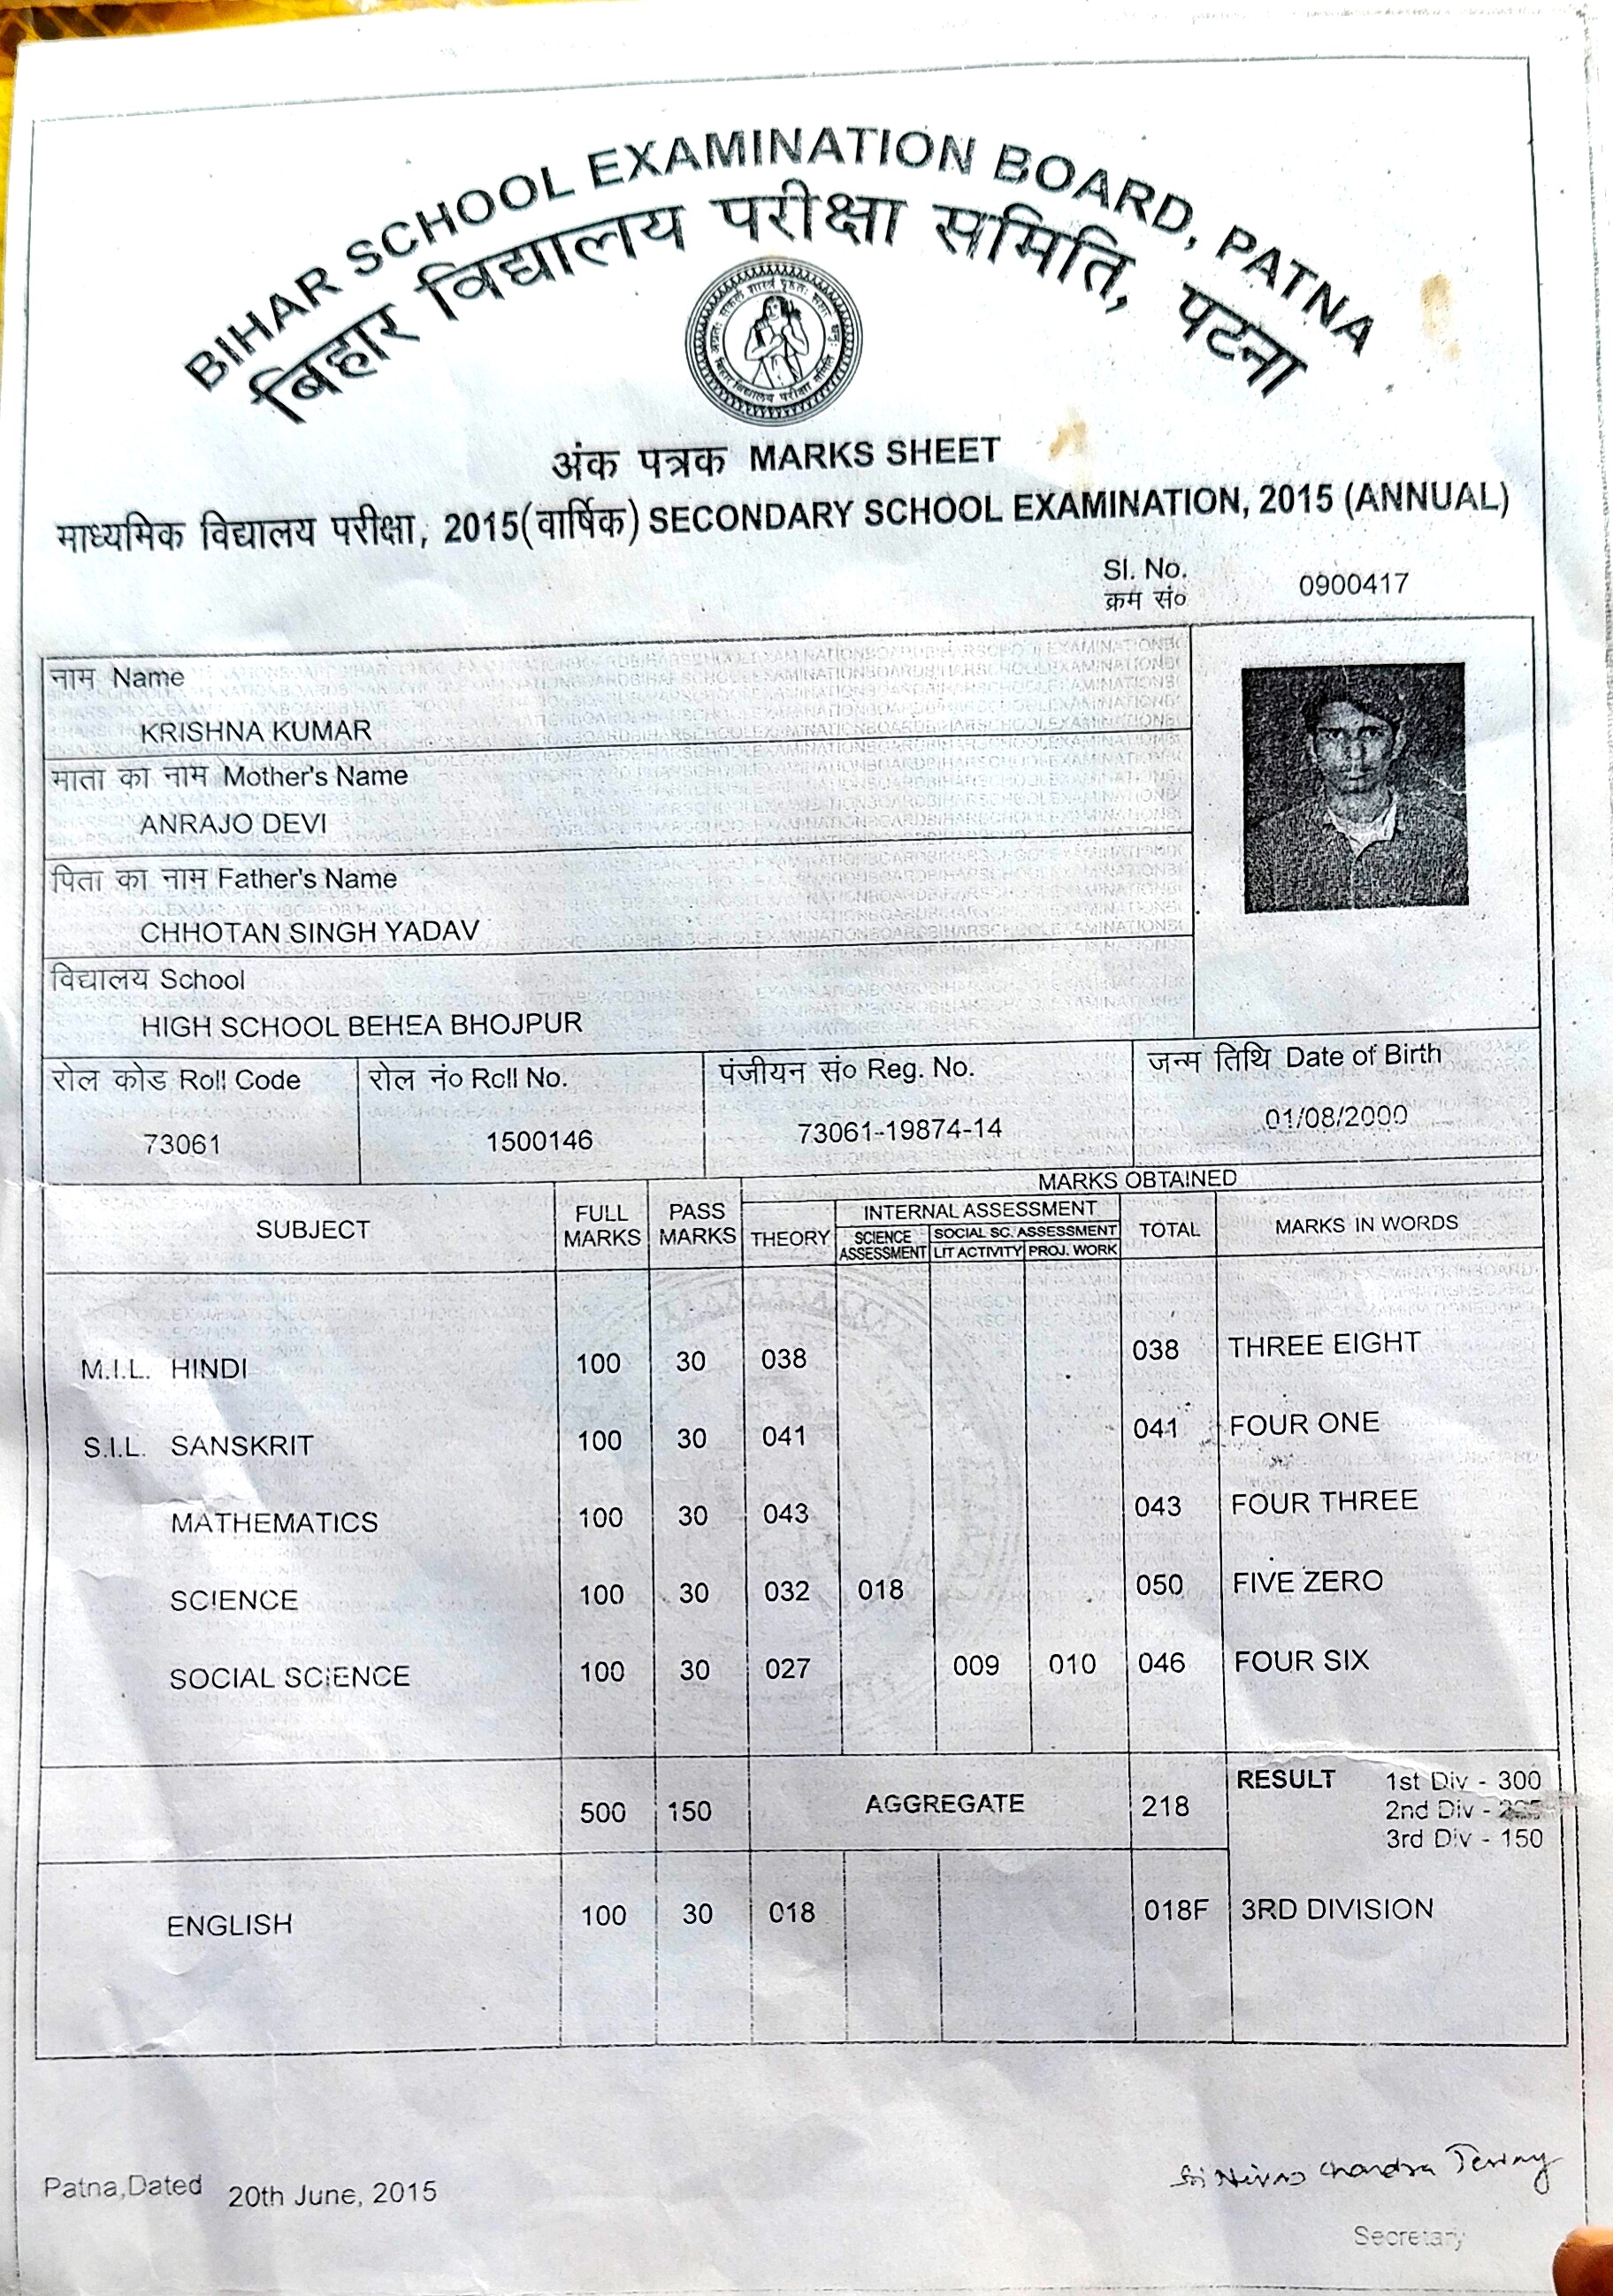 BIHAR SCHOOL EXAMINATION BOARD, PATNA
बिहार विद्यालय परीक्षा समिति, पटना
अंक पत्रक MARKS SHEET
माध्यमिक विद्यालय परीक्षा, 2015(वार्षिक) SECONDARY SCHOOL EXAMINATION, 2015 (ANNUAL)
Sl. No.
क्रम सं० 0900417
नाम Name
KRISHNA KUMAR
माता का नाम Mother's Name
ANRAJO DEVI
पिता का नाम Father's Name
CHHOTAN SINGH YADAV
विद्यालय School
HIGH SCHOOL BEHEA BHOJPUR
रोल कोड Roll Code रोल नं० Roll No. पंजीयन सं० Reg. No. जन्म तिथि Date of Birth
73061 1500146 73061-19874-14 01/08/2000
MARKS OBTAINED
SUBJECT FULL MARKS PASS MARKS THEORY INTERNAL ASSESSMENT TOTAL MARKS IN WORDS
SCIENCE ASSESSMENT SOCIAL SC. ASSESSMENT
LIT ACTIVITY PROJ. WORK
M.I.L. HINDI 100 30 038 038 THREE EIGHT
S.I.L. SANSKRIT 100 30 041 041 FOUR ONE
MATHEMATICS 100 30 043 043 FOUR THREE
SCIENCE 100 30 032 018 050 FIVE ZERO
SOCIAL SCIENCE 100 30 027 009 010 046 FOUR SIX
500 150 AGGREGATE 218 RESULT 1st Div - 300
2nd Div -
3rd Div - 150
ENGLISH 100 30 018 018F 3RD DIVISION
Patna,Dated 20th June, 2015
Secretary